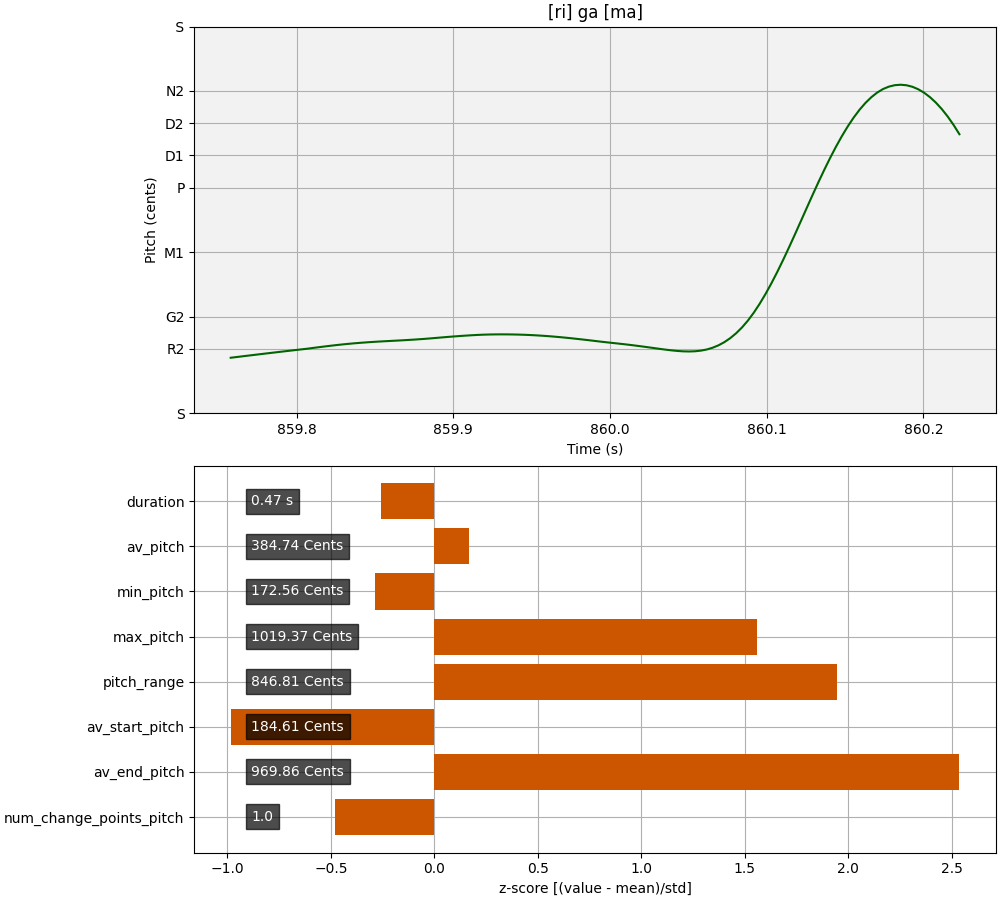 [ri] ga [ma]
S
N2
D2
D1
P
M1
G2
R2
S
Pitch (cents)
859.8 859.9 860.0 860.1 860.2
Time (s)
duration 0.47 s
av_pitch 384.74 Cents
min_pitch 172.56 Cents
max_pitch 1019.37 Cents
pitch_range 846.81 Cents
av_start_pitch 184.61 Cents
av_end_pitch 969.86 Cents
num_change_points_pitch 1.0
−1.0 −0.5 0.0 0.5 1.0 1.5 2.0 2.5
z-score [(value - mean)/std]